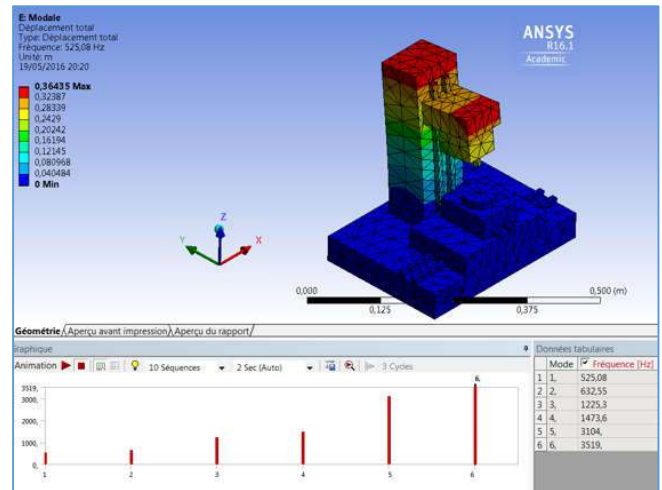 E: Modale
Déplacement total
Type: Déplacement total
Fréquence: 525,08 Hz
Unité: m
19/05/2016 20:20
0,36435 Max
0,32387
0,28339
0,2429
0,20242
0,16194
0,12145
0,080968
0,040484
0 Min
ANSYS
R16.1
Academic
Z
Y
X
0,000
0,500 (m)
0,125
0,375
Géométrie Aperçu avant impression Aperçu du rapport
Graphique
Animation 10 Séquences 2 Sec (Auto) 3 Cycles
6,
3519,
3000,
2000,
1000,
0,
1 2 3 4 5 6
Données tabulaires
Mode Fréquence [Hz]
1 1, 525,08
2 2, 632,55
3 3, 1225,3
4 4, 1473,6
5 5, 3104,
6 6, 3519,